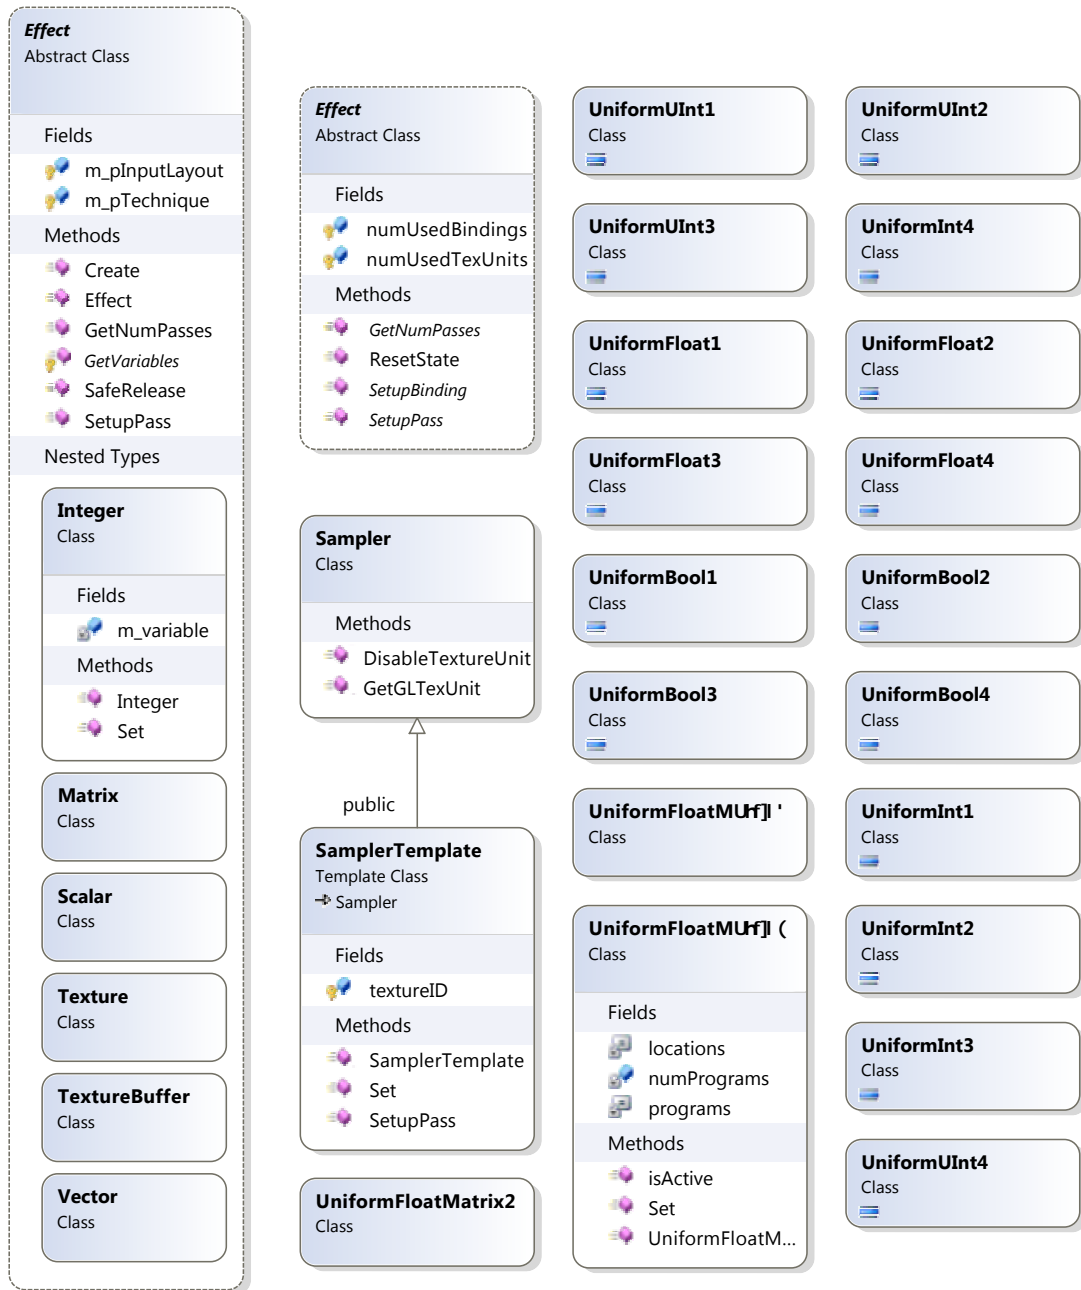 Effect
Abstract Class
Fields
m_pInputLayout
m_pTechnique
Methods
Create
Effect
GetNumPasses
GetVariables
SafeRelease
SetupPass
Nested Types
Integer
Class
Fields
m_variable
Methods
Integer
Set
Matrix
Class
Scalar
Class
Texture
Class
TextureBuffer
Class
Vector
Class
Effect
Abstract Class
Fields
numUsedBindings
numUsedTexUnits
Methods
GetNumPasses
ResetState
SetupBinding
SetupPass
Sampler
Class
Methods
DisableTextureUnit
GetGLTexUnit
public
SamplerTemplate
Template Class
Sampler
Fields
textureID
Methods
SamplerTemplate
Set
SetupPass
UniformFloatMatrix2
Class
UniformUInt1
Class
UniformUInt3
Class
UniformFloat1
Class
UniformFloat3
Class
UniformBool1
Class
UniformBool3
Class
Class
Class
Fields
locations
numPrograms
programs
Methods
isActive
Set
UniformFloatM...
UniformUInt2
Class
UniformInt4
Class
UniformFloat2
Class
UniformFloat4
Class
UniformBool2
Class
UniformBool4
Class
UniformInt1
Class
UniformInt2
Class
UniformInt3
Class
UniformUInt4
Class